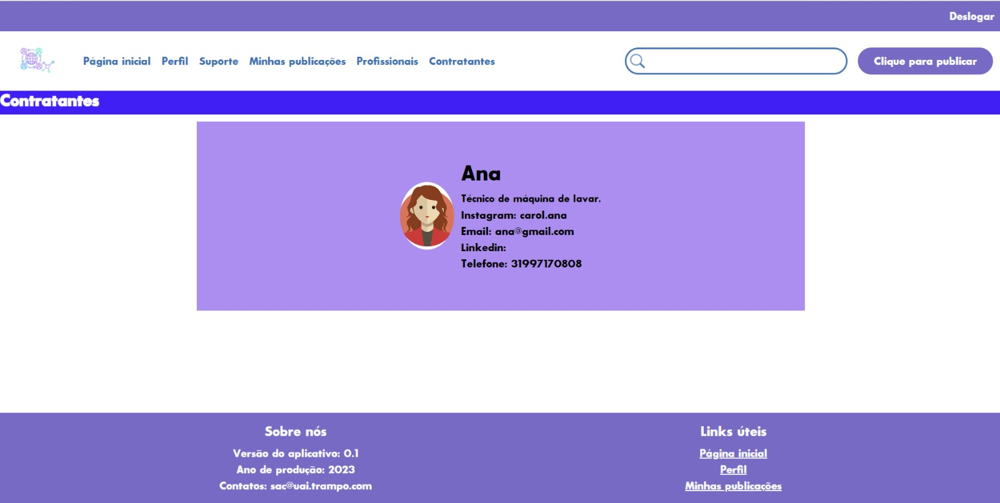 Deslogar
Página inicial Perfil Suporte Minhas publicações Profissionais Contratantes Clique para publicar
Contratantes
Ana
Técnico de máquina de lavar.
Instagram: carol.ana
Email: ana@gmail.com
Linkedin:
Telefone: 31997170808
Sobre nós
Versão do aplicativo: 0.1
Ano de produção: 2023
Contatos: sac@uai.trampo.com
Links úteis
Página inicial
Perfil
Minhas publicações